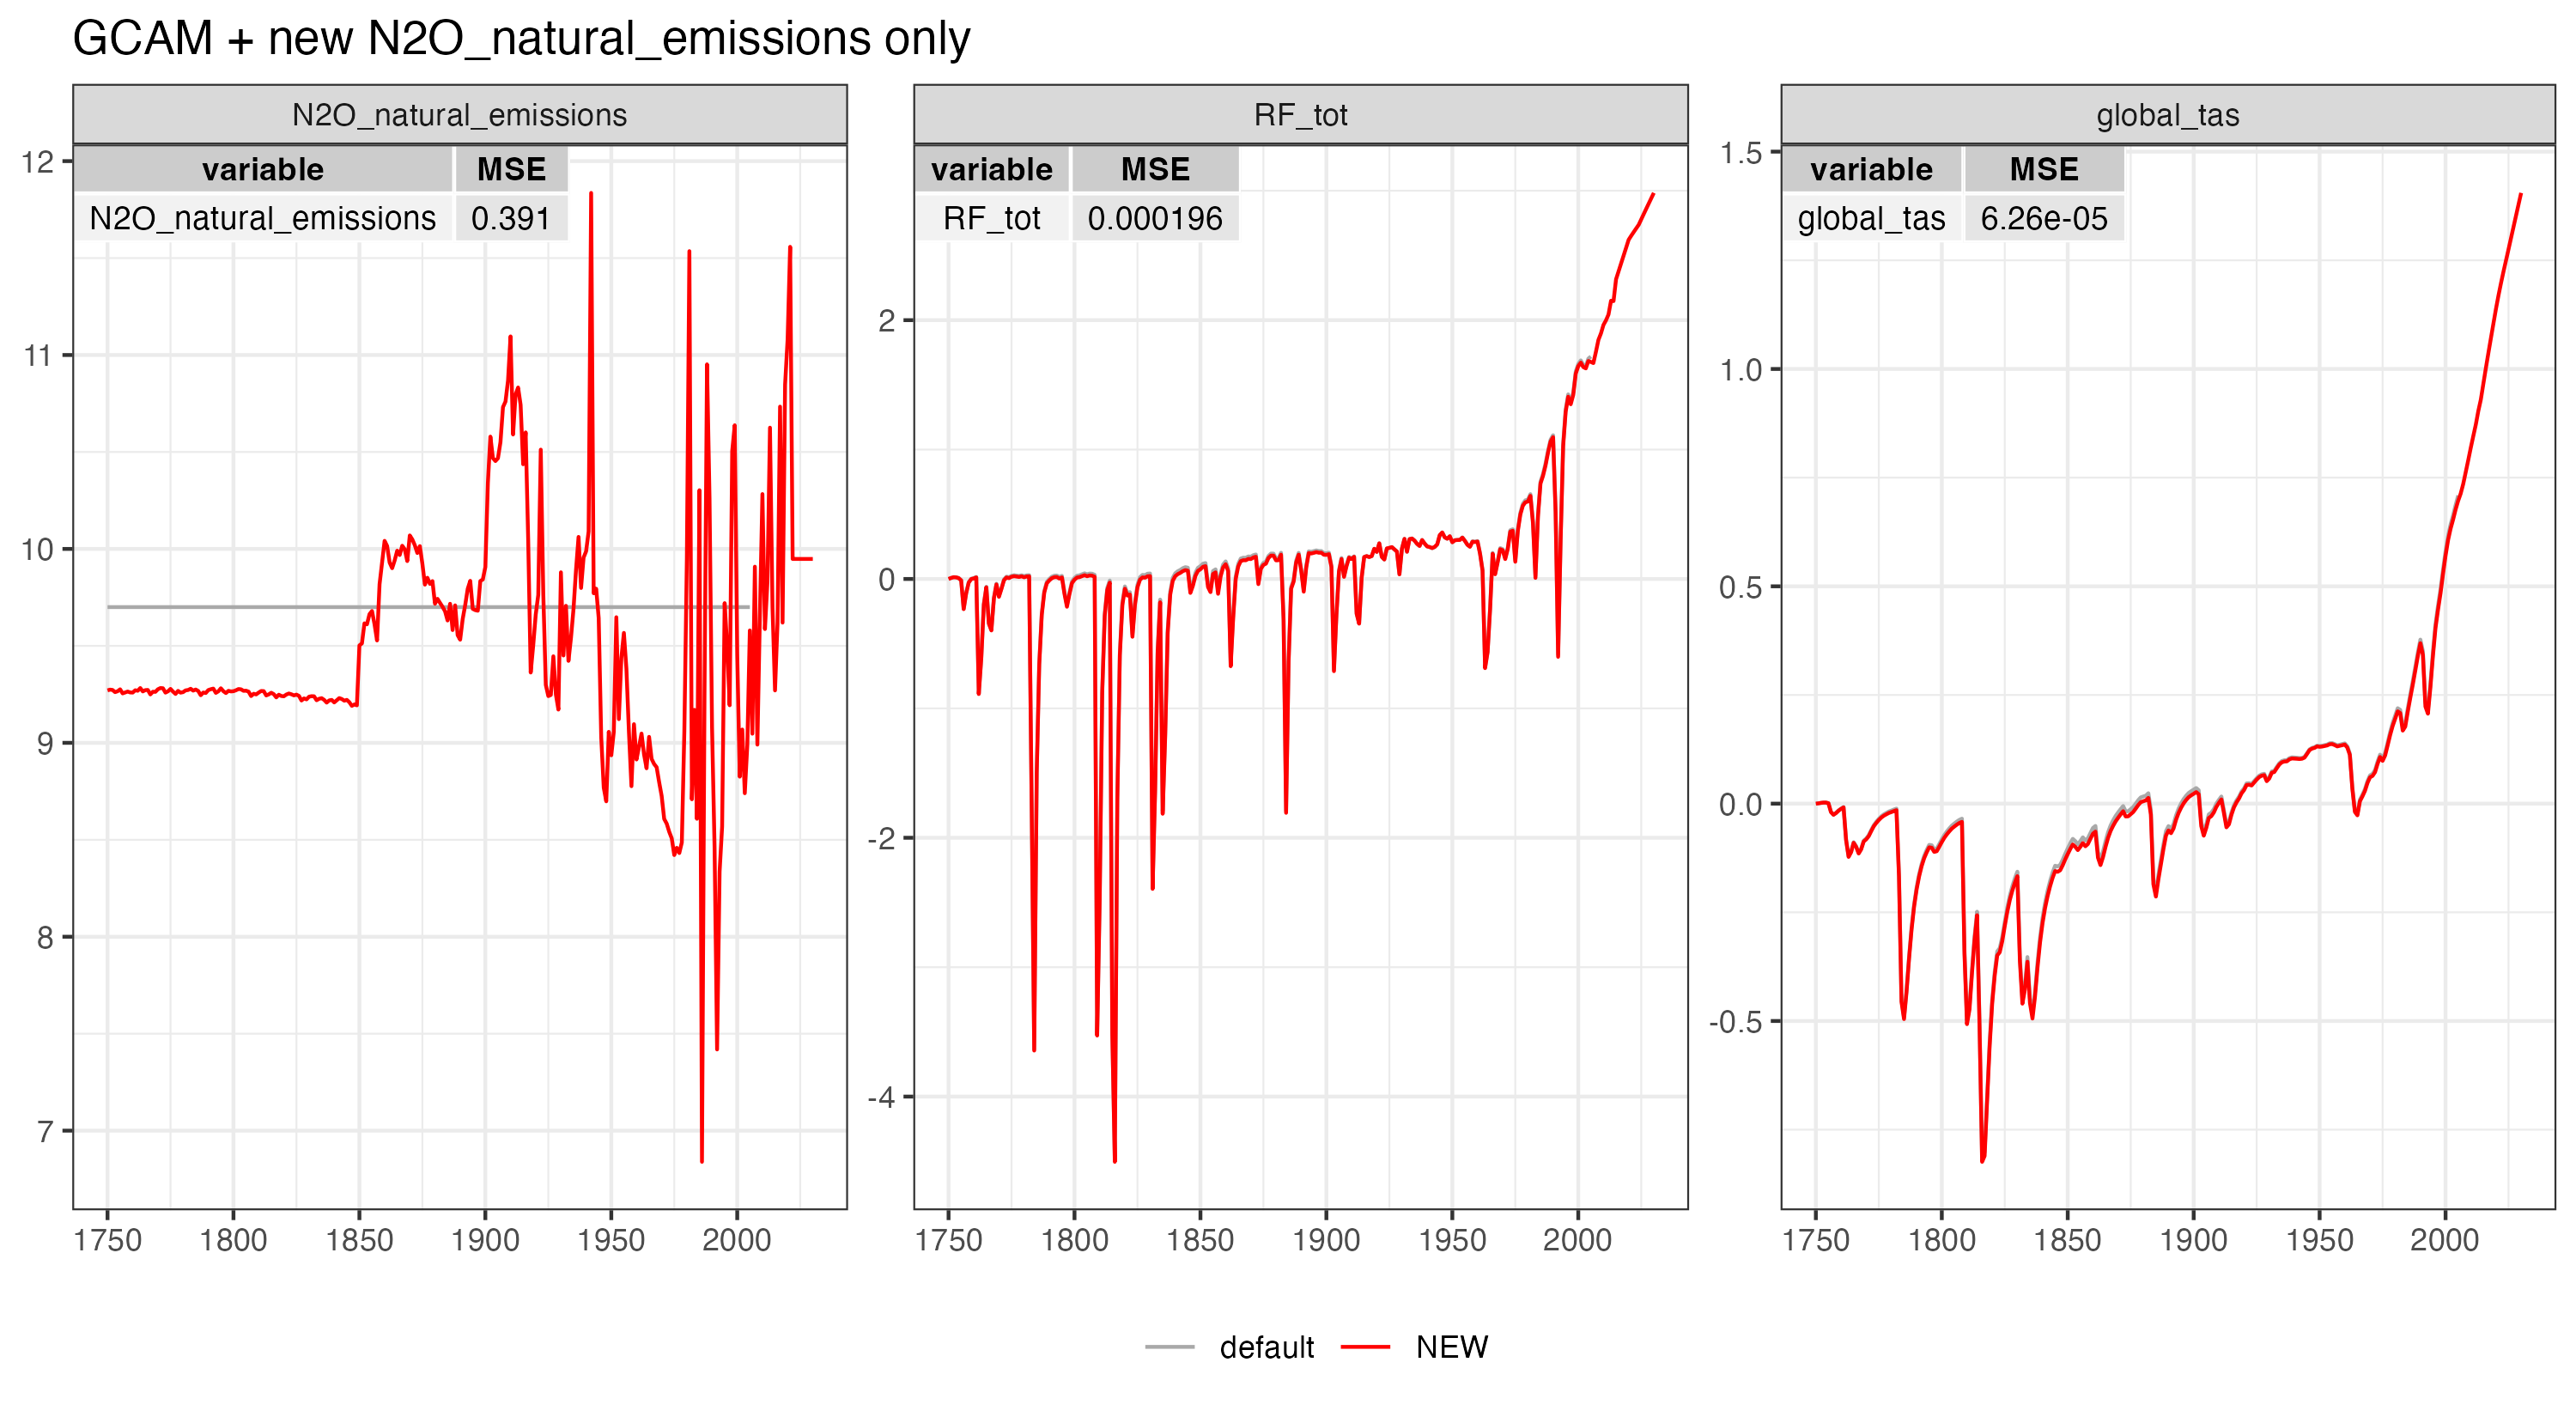 GCAM + new N2O_natural_emissions only
N2O_natural_emissions
variable MSE
N2O_natural_emissions 0.391
12
11
10
9
8
7
1750 1800 1850 1900 1950 2000
RF_tot
variable MSE
RF_tot 0.000196
2
0
-2
-4
1750 1800 1850 1900 1950 2000
global_tas
variable MSE
global_tas 6.26e-05
1.5
1.0
0.5
0.0
-0.5
1750 1800 1850 1900 1950 2000
default NEW